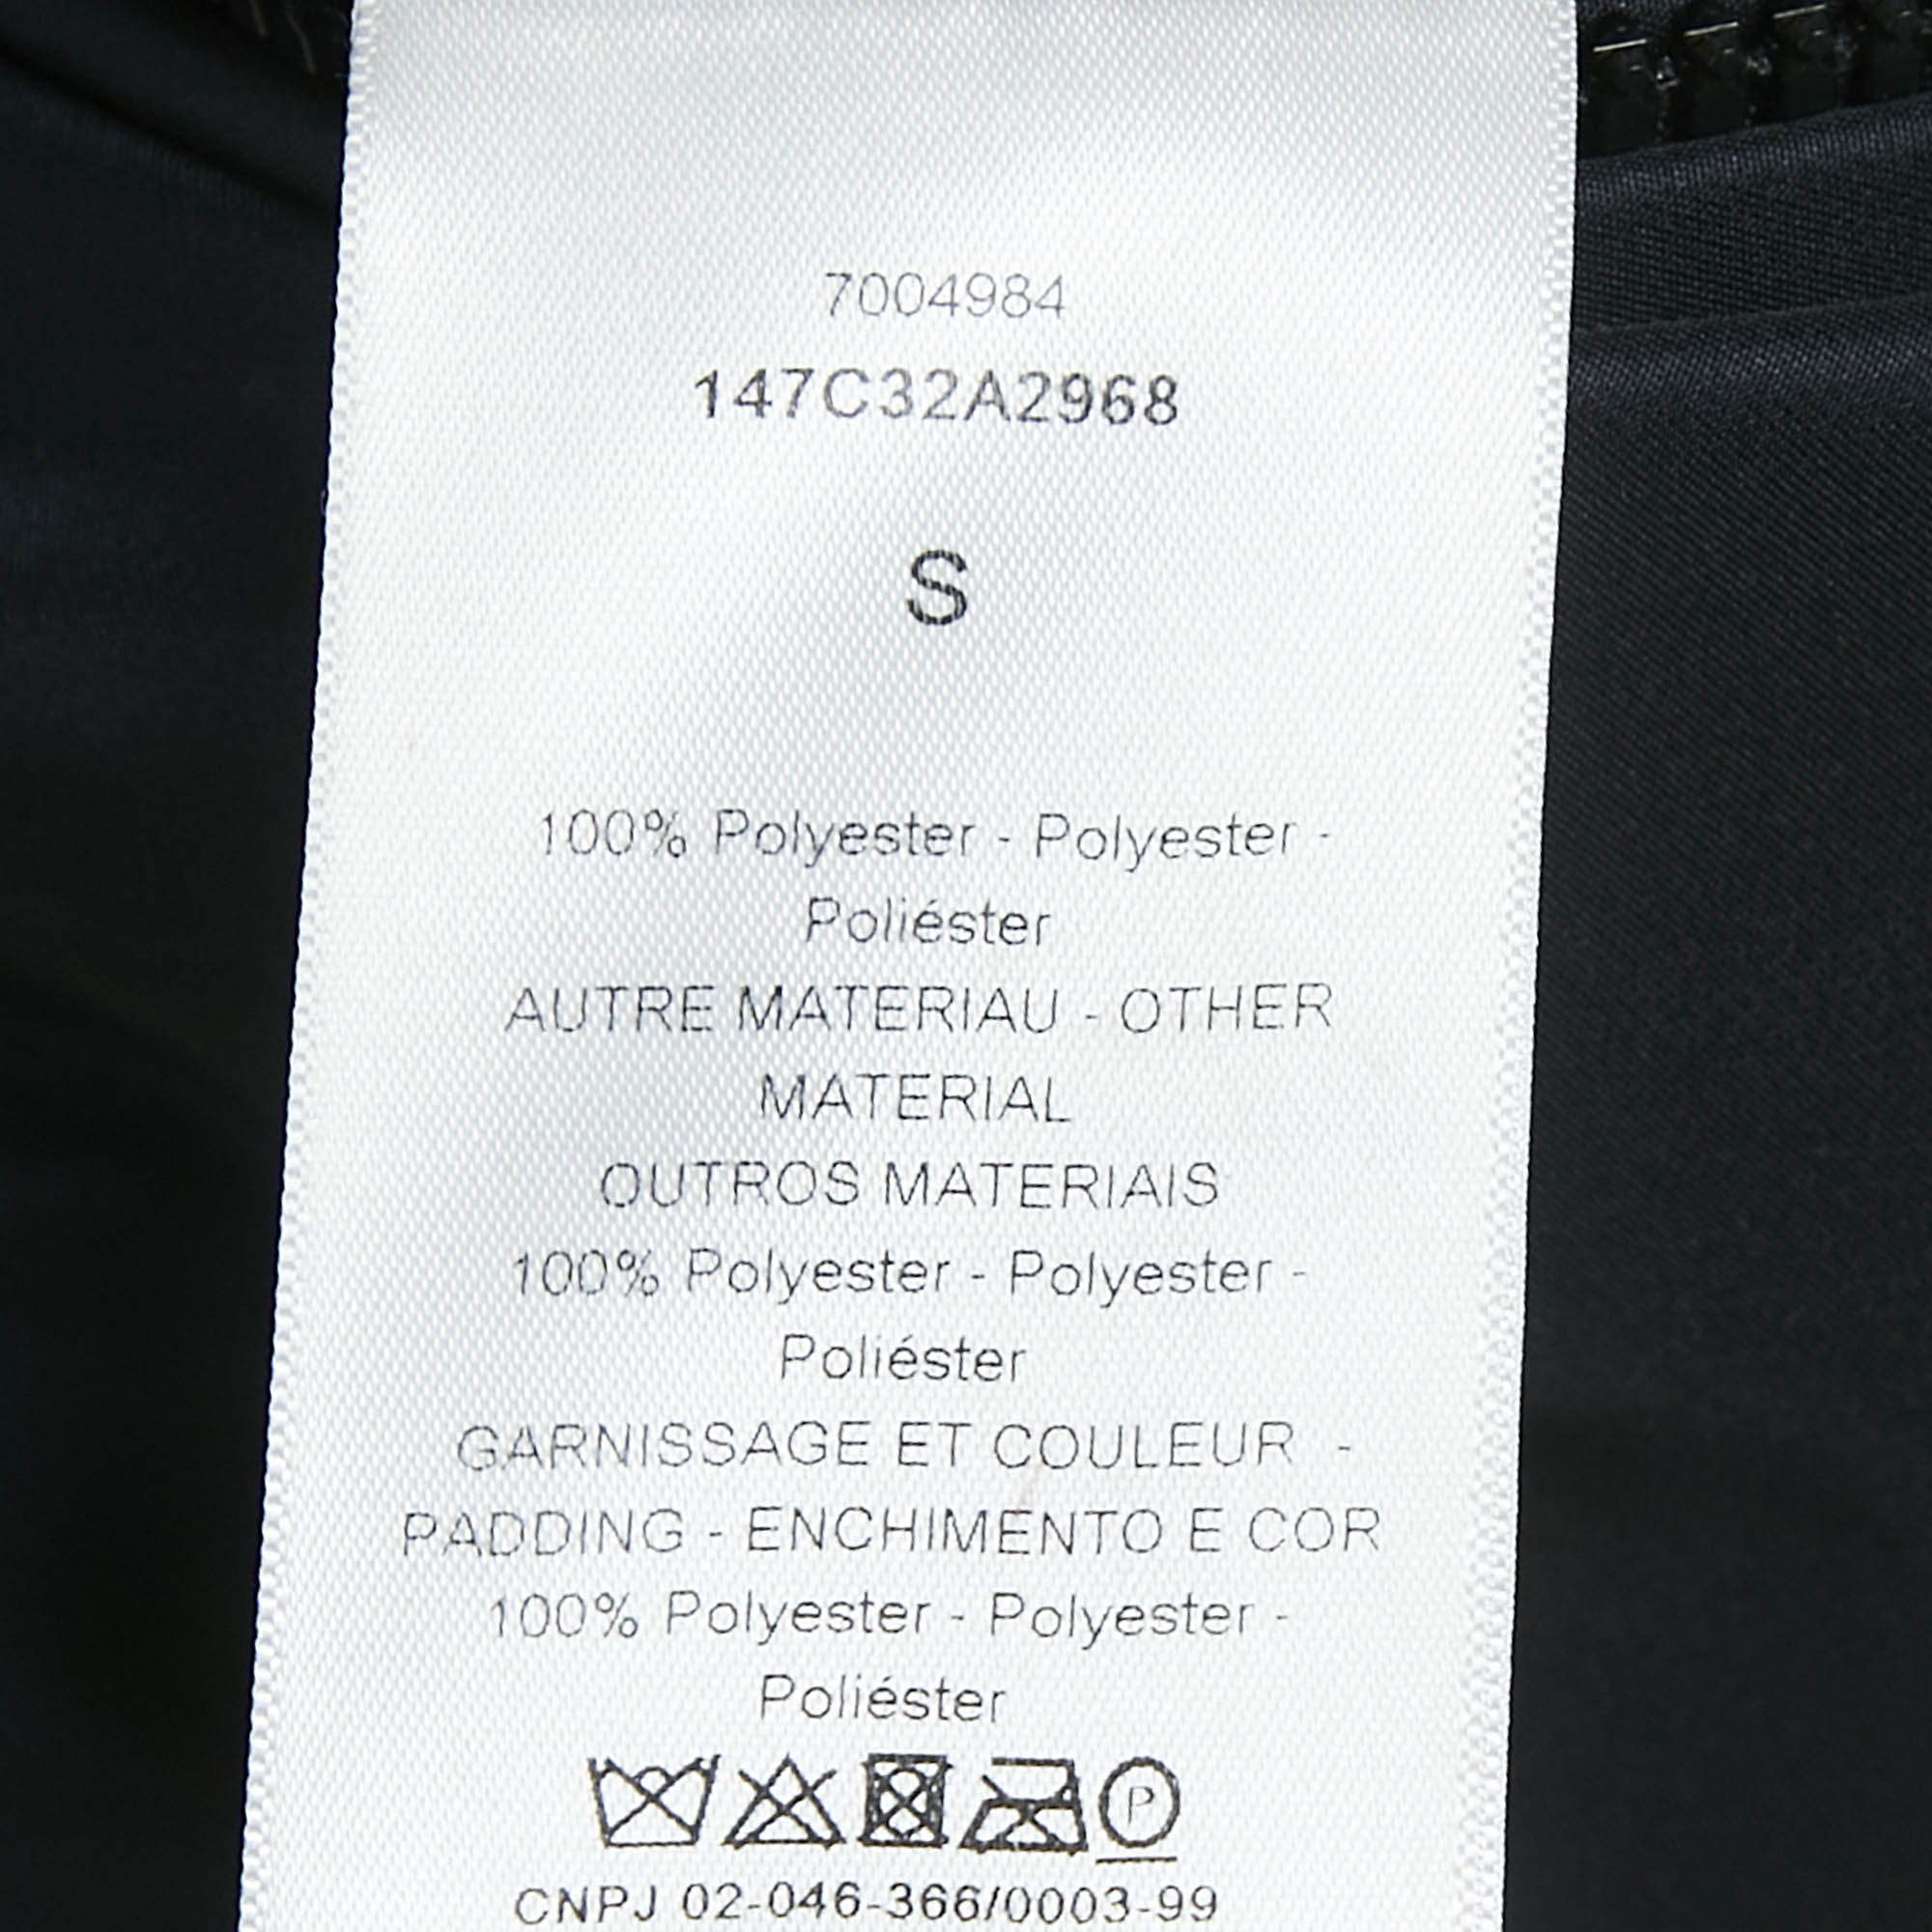 7004984
147C32A2968
S
100% Polyester - Polyester -
Poliéster
AUTRE MATERIAU - OTHER
MATERIAL
OUTROS MATERIAIS
100% Polyester - Polyester -
Poliéster
GARNISSAGE ET COULEUR -
PADDING - ENCHIMENTO E COR
100% Polyester - Polyester -
Poliéster
P
CNPJ 02-046-366/0003-99